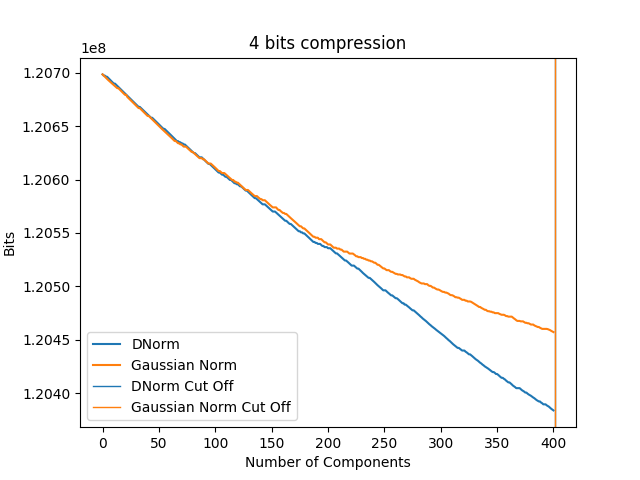 4 bits compression
1e8
1.2070
1.2065
1.2060
1.2055
1.2050
1.2045
1.2040
Bits
DNorm
Gaussian Norm
DNorm Cut Off
Gaussian Norm Cut Off
0 50 100 150 200 250 300 350 400
Number of Components